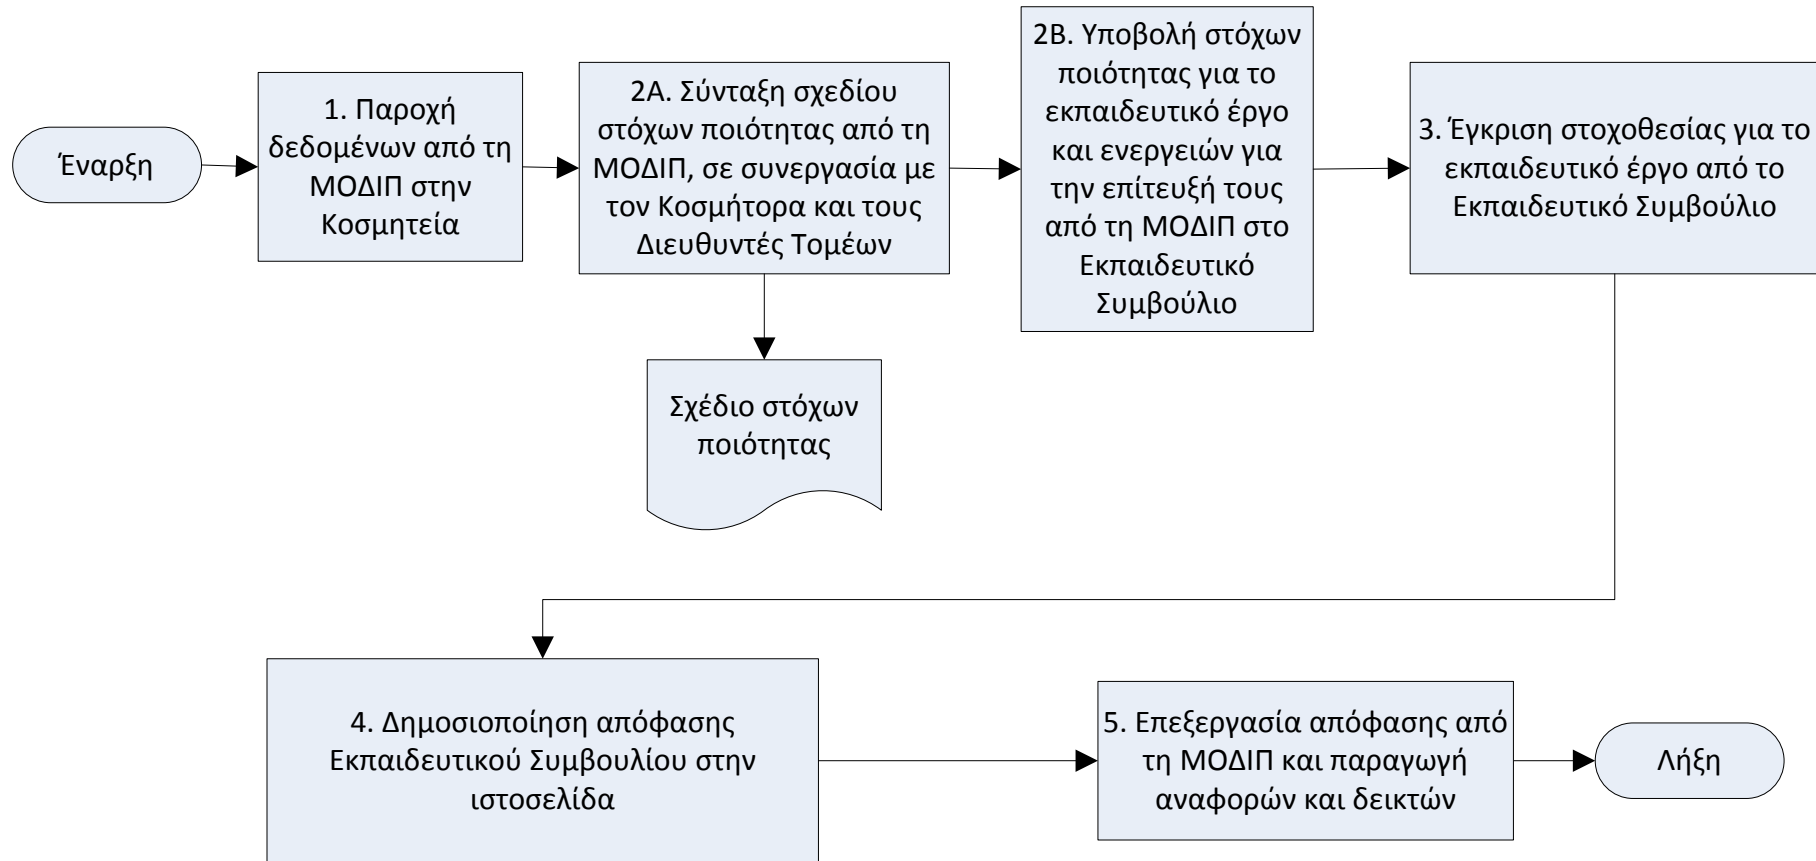 Έναρξη
1. Παροχή
δεδομένων από τη
ΜΟΔΙΠ στην
Κοσμητεία
2Α. Σύνταξη σχεδίου
στόχων ποιότητας από τη
ΜΟΔΙΠ, σε συνεργασία με
τον Κοσμήτορα και τους
Διευθυντές Τομέων
2Β. Υποβολή στόχων
ποιότητας για το
εκπαιδευτικό έργο
και ενεργειών για
την επίτευξή τους
από τη ΜΟΔΙΠ στο
Εκπαιδευτικό
Συμβούλιο
3. Έγκριση στοχοθεσίας για το
εκπαιδευτικό έργο από το
Εκπαιδευτικό Συμβούλιο
Σχέδιο στόχων
ποιότητας
4. Δημοσιοποίηση απόφασης
Εκπαιδευτικού Συμβουλίου στην
ιστοσελίδα
5. Επεξεργασία απόφασης από
τη ΜΟΔΙΠ και παραγωγή
αναφορών και δεικτών
Λήξη